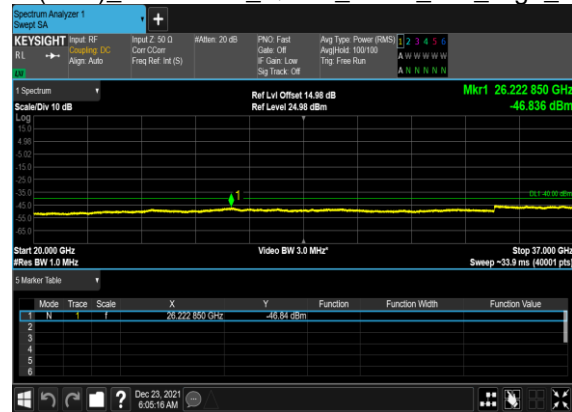 Spectrum Analyzer 1
Swept SA
KEYSIGHT Input: RF Input Z: 50 Ω #Atten: 20 dB PNO: Fast Avg Type: Power (RMS) 1 2 3 4 5 6
RL Coupling: DC Corr CCorr Gate: Off Avg|Hold: 100/100 A W W W W W
Align: Auto Freq Ref: Int (S) IF Gain: Low Trig: Free Run
Sig Track: Off A N N N N N
1 Spectrum Ref Lvl Offset 14.98 dB Mkr1 26.222 850 GHz
Scale/Div 10 dB Ref Level 24.98 dBm -46.836 dBm
Log
15.0
4.98
-5.02
-15.0
-25.0
-35.0 1 DL1 -40.00 dBm
-45.0
-55.0
-65.0
Start 20.000 GHz Video BW 3.0 MHz* Stop 37.000 GHz
#Res BW 1.0 MHz Sweep ~33.9 ms (40001 pts)
5 Marker Table
Mode Trace Scale X Y Function Function Width Function Value
1 N 1 f 26.222 850 GHz -46.84 dBm
2
3
4
5
6
? Dec 23, 2021
6:05:16 AM